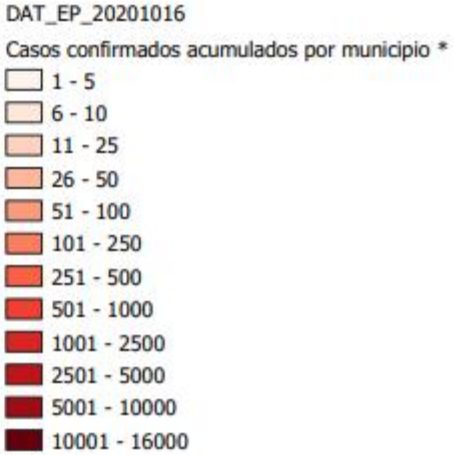 DAT_EP_20201016
Casos confirmados acumulados por municipio *
1 - 5
6 - 10
11 - 25
26 - 50
51 - 100
101 - 250
251 - 500
501 - 1000
1001 - 2500
2501 - 5000
5001 - 10000
10001 - 16000